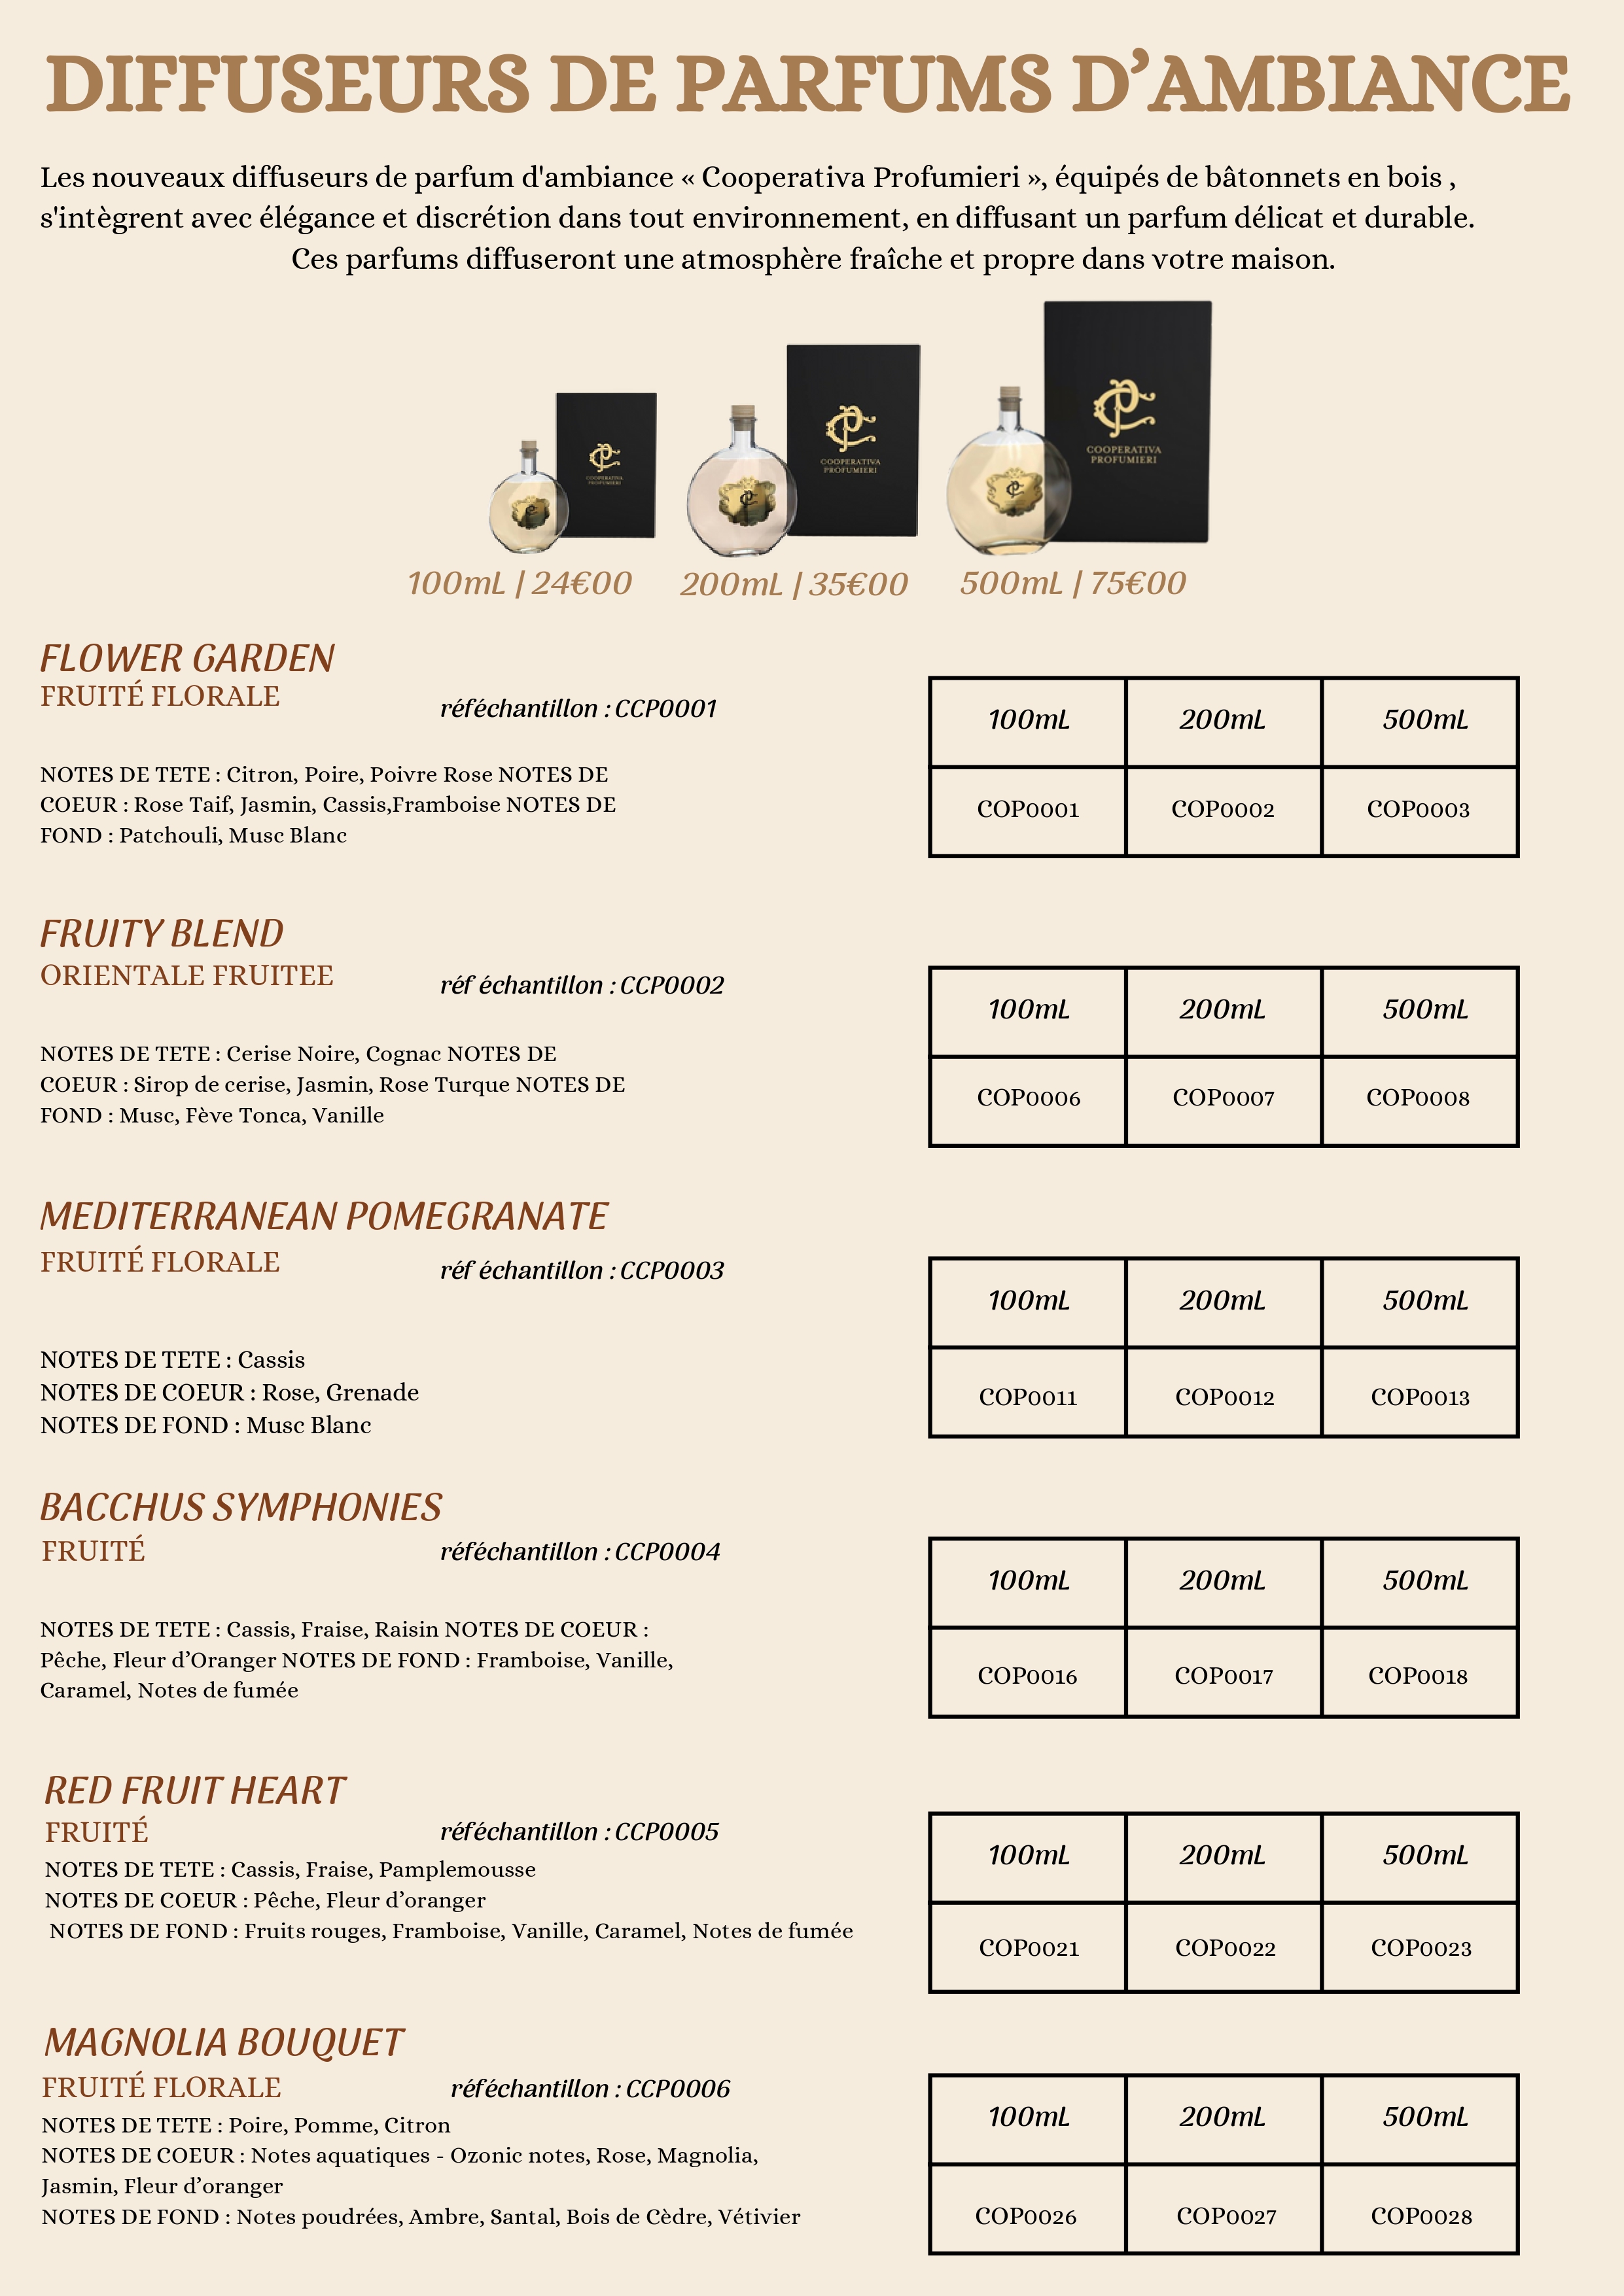 DIFFUSEURS DE PARFUMS D’AMBIANCE
Les nouveaux diffuseurs de parfum d'ambiance « Cooperativa Profumieri », équipés de bâtonnets en bois ,
s'intègrent avec élégance et discrétion dans tout environnement, en diffusant un parfum délicat et durable.
Ces parfums diffuseront une atmosphère fraîche et propre dans votre maison.
COOPERATIVA
PROFUMIERI
COOPERATIVA
PROFUMIERI
COOPERATIVA
PROFUMIERI
100mL | 24€00
200mL | 35€00
500mL | 75€00
FLOWER GARDEN
FRUITÉ FLORALE
réféchantillon : CCP0001
NOTES DE TETE : Citron, Poire, Poivre Rose NOTES DE
COEUR : Rose Taif, Jasmin, Cassis,Framboise NOTES DE
FOND : Patchouli, Musc Blanc
100mL 200mL 500mL
COP0001 COP0002 COP0003
FRUITY BLEND
ORIENTALE FRUITEE
réf échantillon : CCP0002
NOTES DE TETE : Cerise Noire, Cognac NOTES DE
COEUR : Sirop de cerise, Jasmin, Rose Turque NOTES DE
FOND : Musc, Fève Tonca, Vanille
100mL 200mL 500mL
COP0006 COP0007 COP0008
MEDITERRANEAN POMEGRANATE
FRUITÉ FLORALE
réf échantillon : CCP0003
NOTES DE TETE : Cassis
NOTES DE COEUR : Rose, Grenade
NOTES DE FOND : Musc Blanc
100mL 200mL 500mL
COP0011 COP0012 COP0013
BACCHUS SYMPHONIES
FRUITÉ
réféchantillon : CCP0004
NOTES DE TETE : Cassis, Fraise, Raisin NOTES DE COEUR :
Pêche, Fleur d’Oranger NOTES DE FOND : Framboise, Vanille,
Caramel, Notes de fumée
100mL 200mL 500mL
COP0016 COP0017 COP0018
RED FRUIT HEART
FRUITÉ
réféchantillon : CCP0005
NOTES DE TETE : Cassis, Fraise, Pamplemousse
NOTES DE COEUR : Pêche, Fleur d’oranger
NOTES DE FOND : Fruits rouges, Framboise, Vanille, Caramel, Notes de fumée
100mL 200mL 500mL
COP0021 COP0022 COP0023
MAGNOLIA BOUQUET
FRUITÉ FLORALE
réféchantillon : CCP0006
NOTES DE TETE : Poire, Pomme, Citron
NOTES DE COEUR : Notes aquatiques - Ozonic notes, Rose, Magnolia,
Jasmin, Fleur d’oranger
NOTES DE FOND : Notes poudrées, Ambre, Santal, Bois de Cèdre, Vétivier
100mL 200mL 500mL
COP0026 COP0027 COP0028